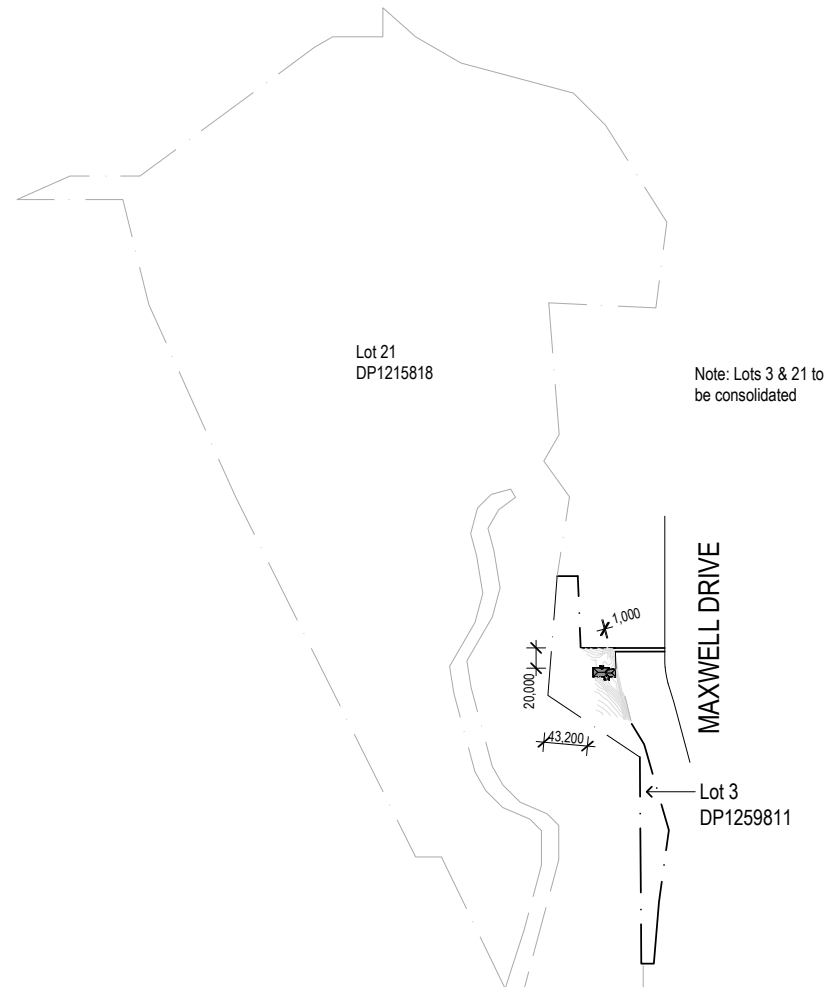 Lot 21
DP1215818
Note: Lots 3 & 21 to
be consolidated
MAXWELL DRIVE
1,000
20,000
43,200
Lot 3
DP1259811